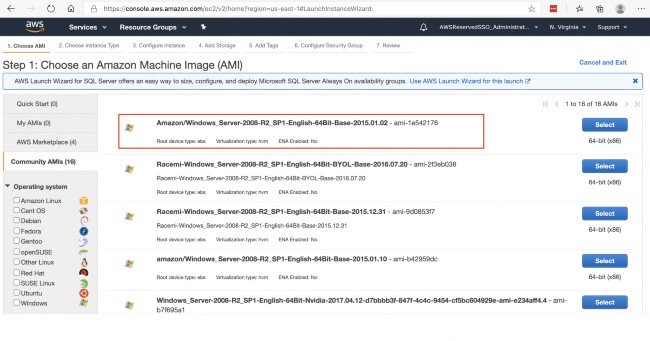 https://console.aws.amazon.com/ec2/v2/home?region=us-east-1#LaunchInstanceWizard:
aws
Services
Resource Groups
AWSReservedSSO_Administrat...
N. Virginia
Support
1. Choose AMI
2. Choose Instance Type
3. Configure Instance
4. Add Storage
5. Add Tags
6. Configure Security Group
7. Review
Step 1: Choose an Amazon Machine Image (AMI)
Cancel and Exit
AWS Launch Wizard for SQL Server offers an easy way to size, configure, and deploy Microsoft SQL Server Always On availability groups. Use AWS Launch Wizard for this launch
Quick Start (0)
My AMIs (0)
AWS Marketplace (4)
Community AMIs (16)
Operating system
Amazon Linux
Cent OS
Debian
Fedora
Gentoo
openSUSE
Other Linux
Red Hat
SUSE Linux
Ubuntu
Windows
1 to 16 of 16 AMIs
Amazon/Windows_Server-2008-R2_SP1-English-64Bit-Base-2015.01.02 - ami-1e542176
Root device type: ebs Virtualization type: hvm ENA Enabled: No
Select
64-bit (x86)
Racemi-Windows_Server-2008-R2_SP1-English-64Bit-BYOL-Base-2016.07.20 - ami-2f3eb038
Racemi-Windows_Server-2008-R2_SP1-English-64Bit-BYOL-Base-2016.07.20
Root device type: ebs Virtualization type: hvm ENA Enabled: No
Select
64-bit (x86)
Racemi-Windows_Server-2008-R2_SP1-English-64Bit-Base-2015.12.31 - ami-9d0853f7
Racemi-Windows_Server-2008-R2_SP1-English-64Bit-Base-2015.12.31
Root device type: ebs Virtualization type: hvm ENA Enabled: No
Select
64-bit (x86)
amazon/Windows_Server-2008-R2_SP1-English-64Bit-Base-2015.01.10 - ami-b42959dc
Root device type: ebs Virtualization type: hvm ENA Enabled: No
Select
64-bit (x86)
Windows_Server-2008-R2_SP1-English-64Bit-Nvidia-2017.04.12-d7bbbb3f-847f-4c4c-9454-cf5bc604929e-ami-e234aff4.4 - ami-
b7f695a1
Select